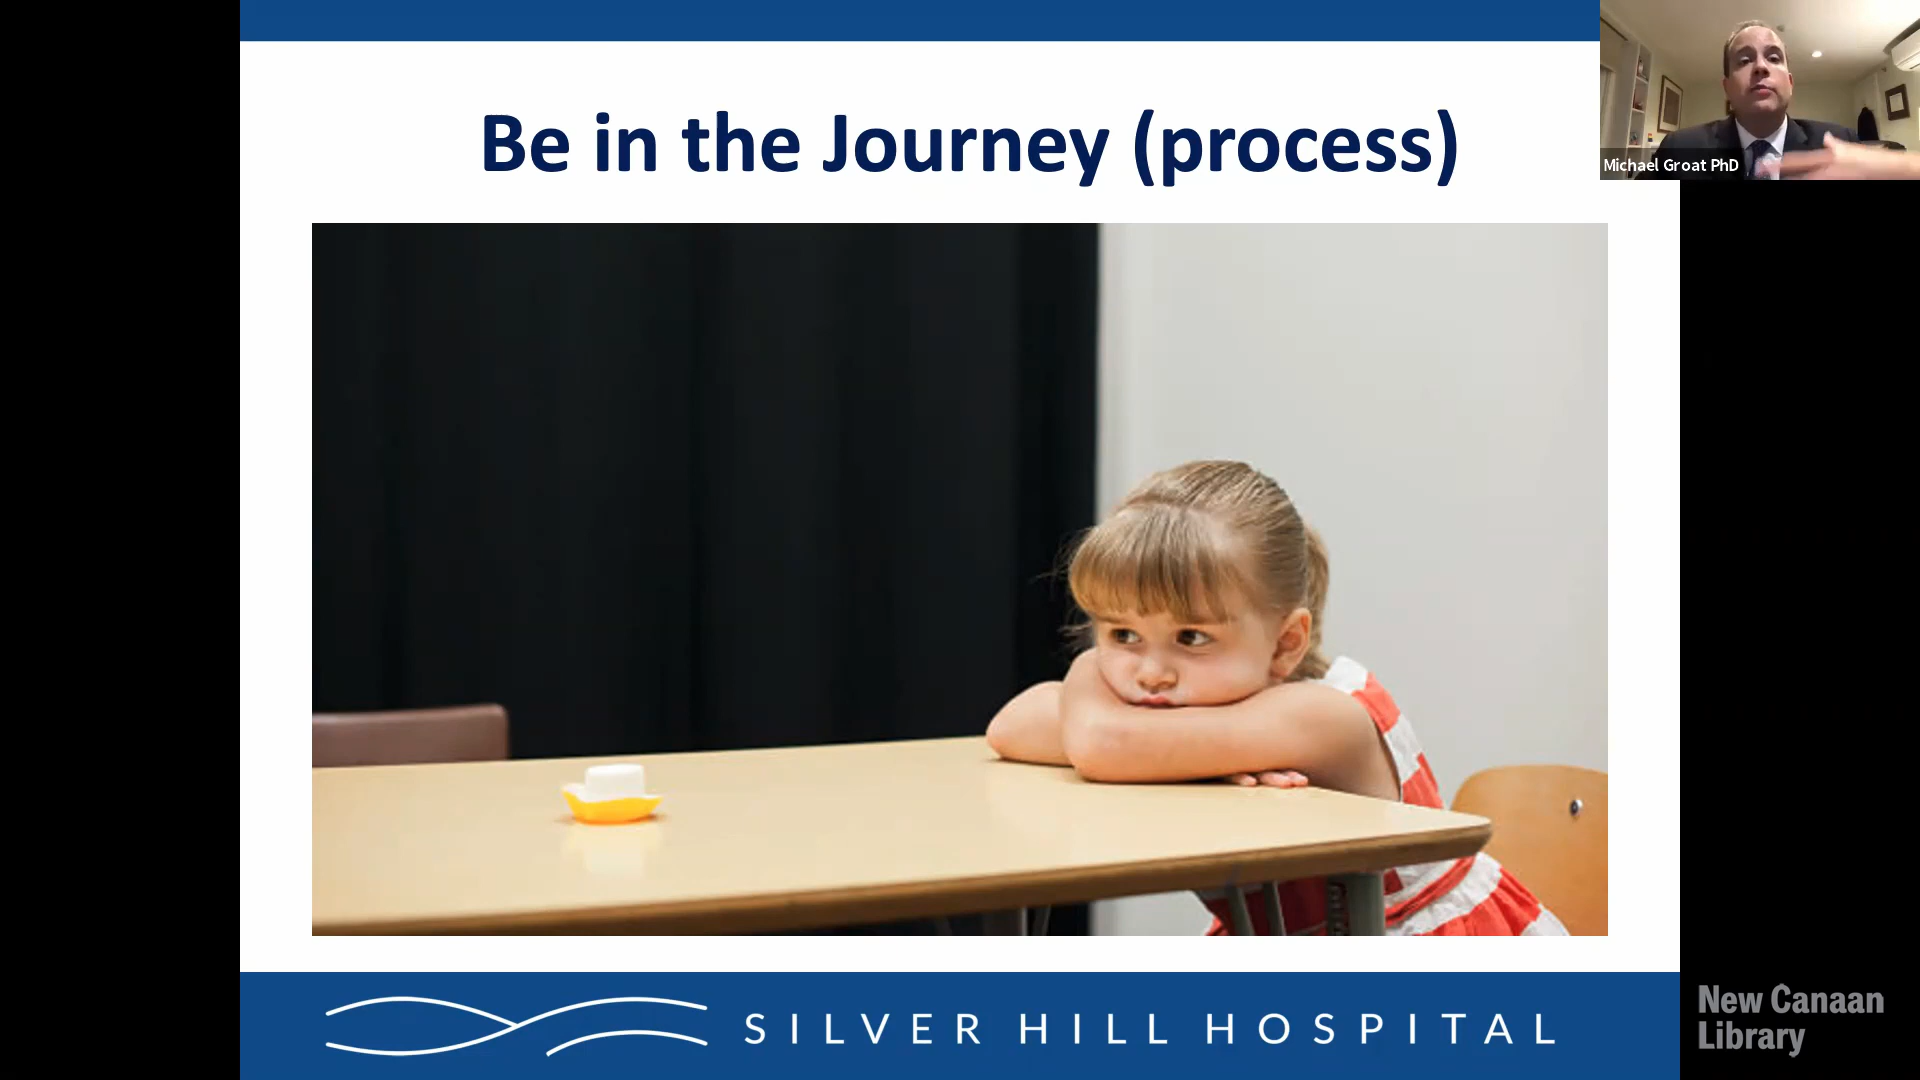 Be in the Journey (process)
Michael Groat PhD
SILVER HILL HOSPITAL
New Canaan
Library